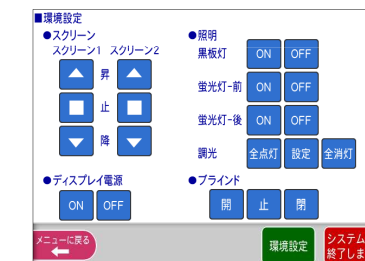 ■環境設定
●スクリーン
スクリーン1 スクリーン2
昇
止
降
●ディスプレイ電源
ON OFF
●照明
黒板灯 ON OFF
蛍光灯-前 ON OFF
蛍光灯-後 ON OFF
調光 全点灯 設定 全消灯
●ブラインド
開 止 閉
メニューに戻る
環境設定
システム
終了しま